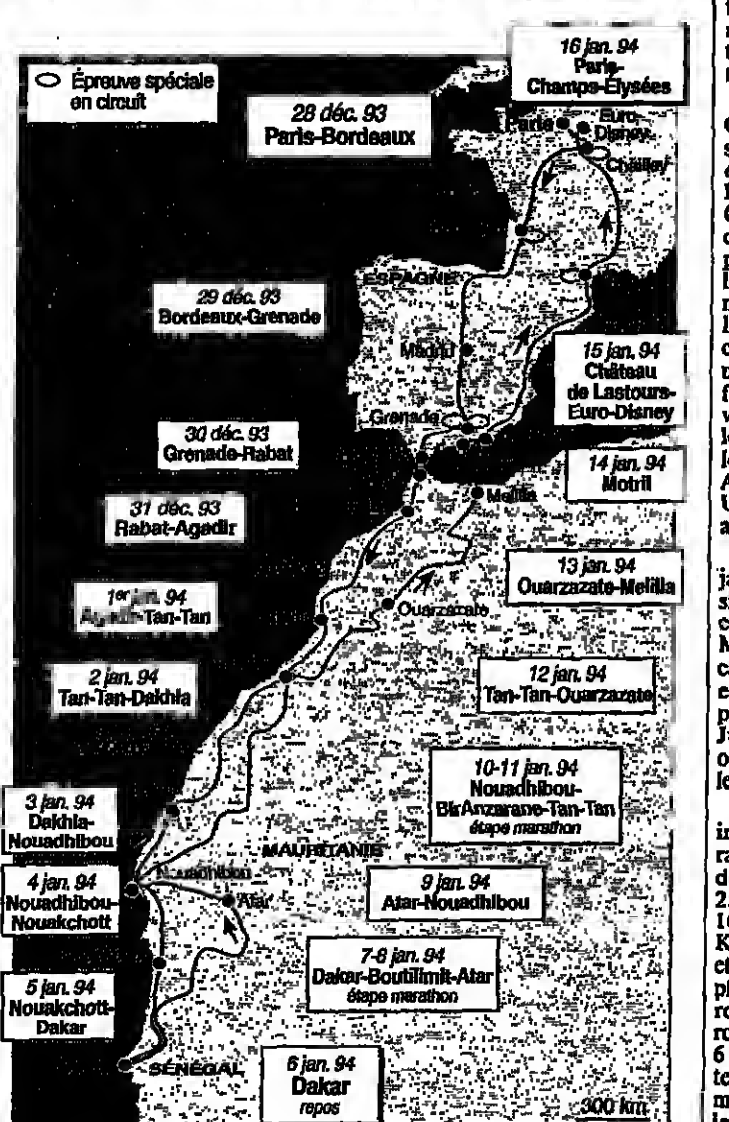 Épreuve spéciale
en circuit
16 jan. 94
Paris-
Champs-Élysées
28 déc. 93
Paris-Bordeaux
Paris
Euro-
Disney
Châlley
ESPAGNE
29 déc. 93
Bordeaux-Grenade
Madrid
15 jan. 94
Château
de Lastours-
Euro-Disney
Grenade
30 déc. 93
Grenade-Rabat
14 jan. 94
Motril
Melilla
31 déc. 93
Rabat-Agadir
13 jan. 94
Ouarzazate-Melilla
1er jan. 94
Agadir-Tan-Tan
Ouarzazate
2 jan. 94
Tan-Tan-Dakhla
12 jan. 94
Tan-Tan-Ouarzazate
10-11 jan. 94
Nouadhibou-
BirAnzarane-Tan-Tan
étape marathon
3 jan. 94
Dakhla-
Nouadhibou
MAURITANIE
Nouadhibou
4 jan. 94
Nouadhibou-
Nouakchott
Atar
9 jan. 94
Atar-Nouadhibou
7-8 jan. 94
Dakar-Boutilimit-Atar
étape marathon
5 jan. 94
Nouakchott-
Dakar
SÉNÉGAL
6 jan. 94
Dakar
repos
300 km